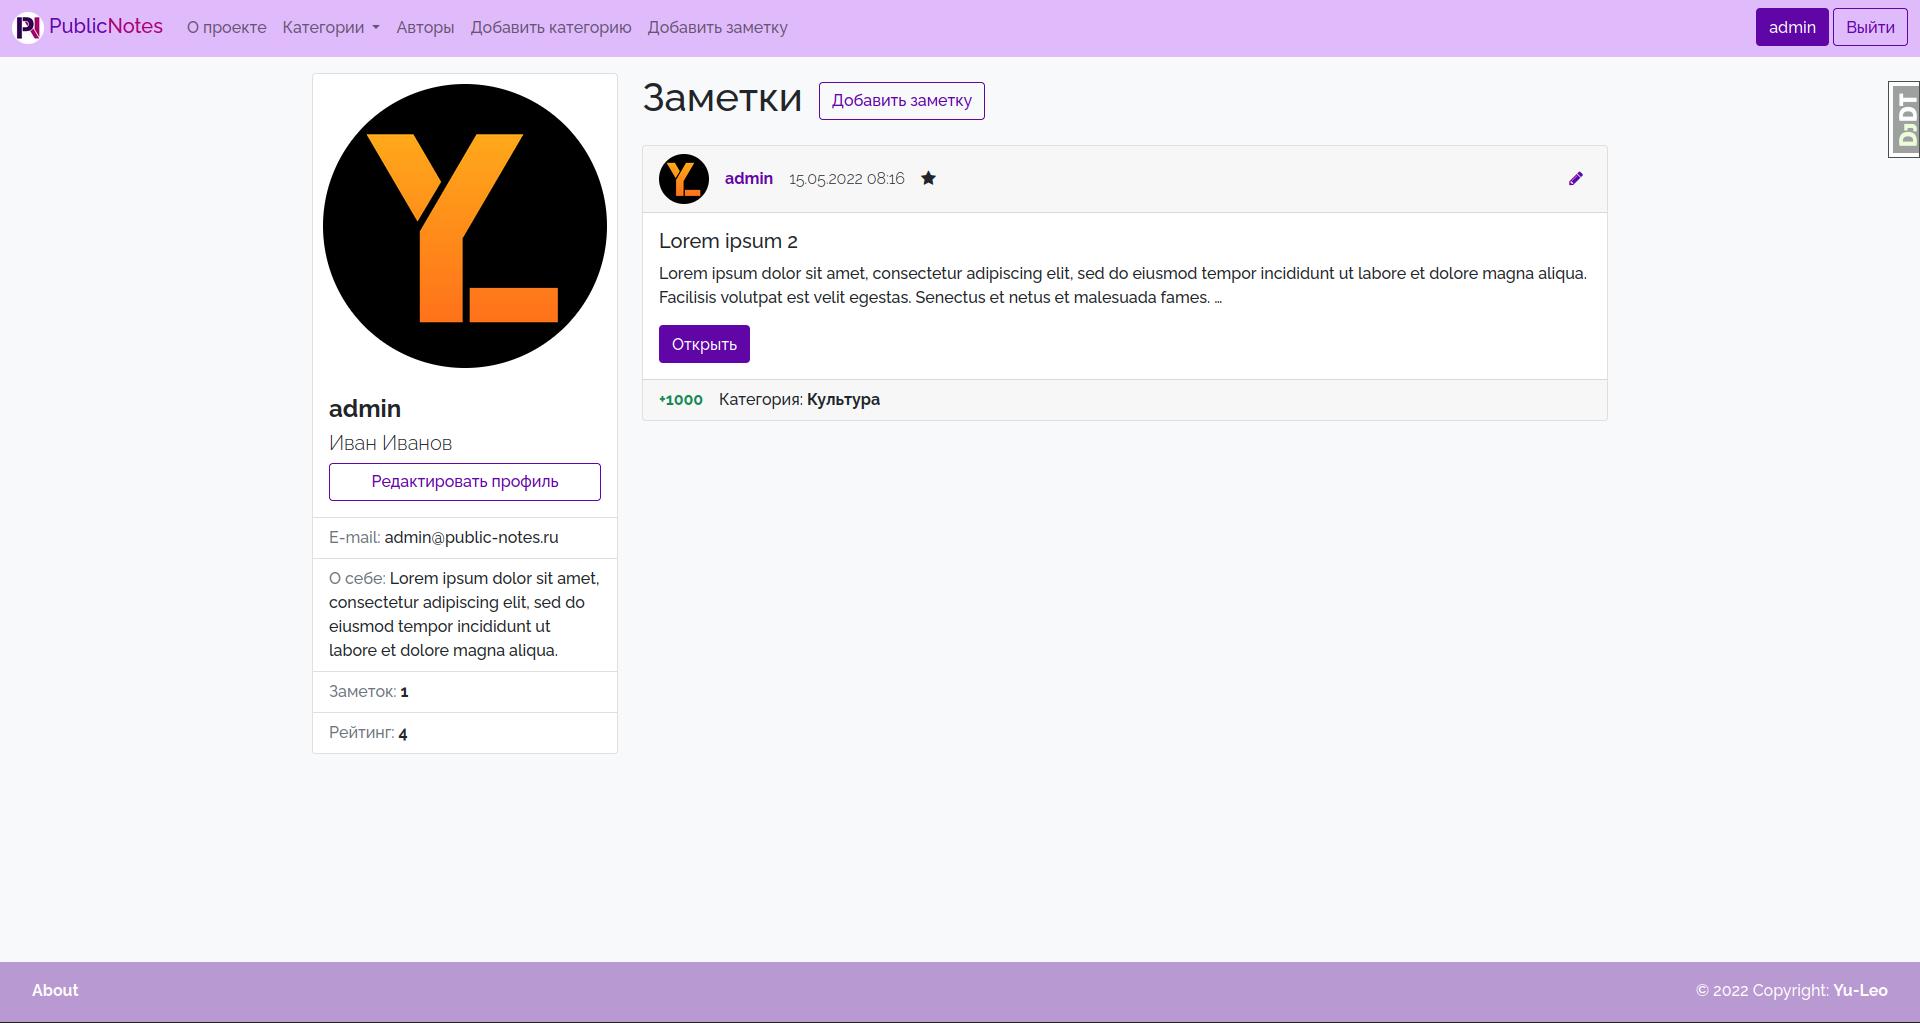 PublicNotes О проекте Категории Авторы Добавить категорию Добавить заметку admin Выйти
DJDT
YL
admin
Иван Иванов
Редактировать профиль
E-mail: admin@public-notes.ru
О себе: Lorem ipsum dolor sit amet,
consectetur adipiscing elit, sed do
eiusmod tempor incididunt ut
labore et dolore magna aliqua.
Заметок: 1
Рейтинг: 4
Заметки Добавить заметку
YL admin 15.05.2022 08:16
Lorem ipsum 2
Lorem ipsum dolor sit amet, consectetur adipiscing elit, sed do eiusmod tempor incididunt ut labore et dolore magna aliqua.
Facilisis volutpat est velit egestas. Senectus et netus et malesuada fames. …
Открыть
+1000 Категория: Культура
About © 2022 Copyright: Yu-Leo